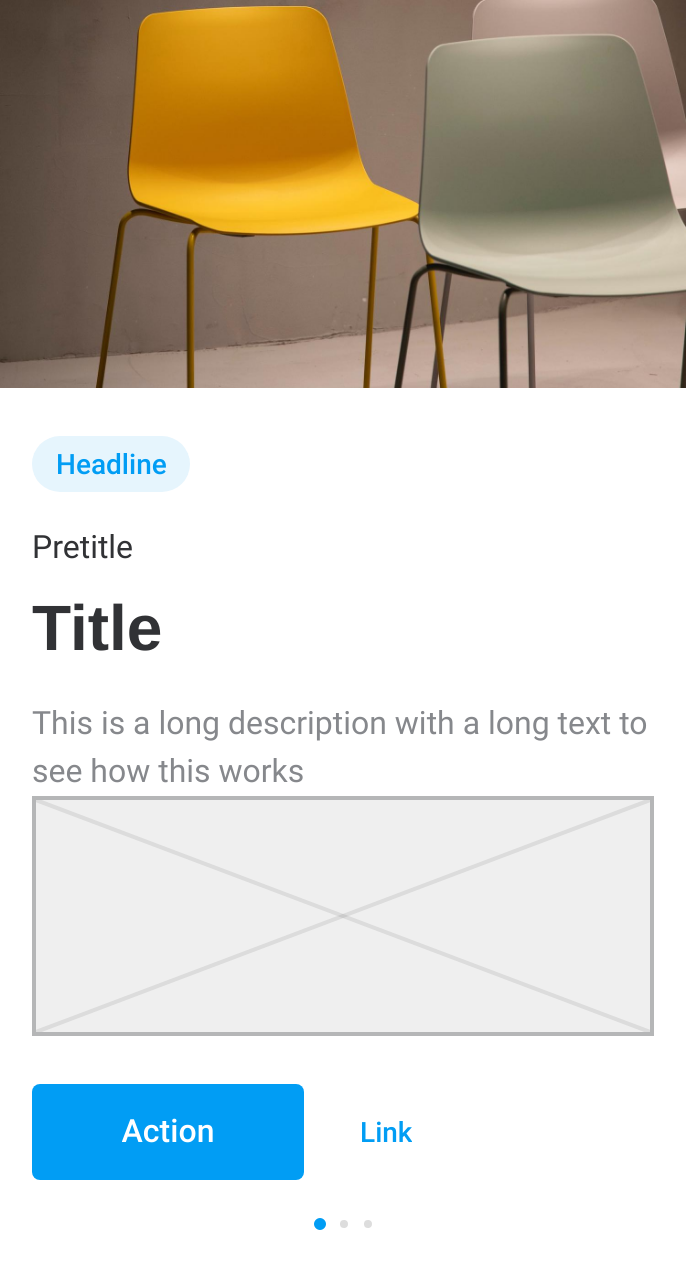 Headline
Pretitle
Title
This is a long description with a long text to
see how this works
Action
Link